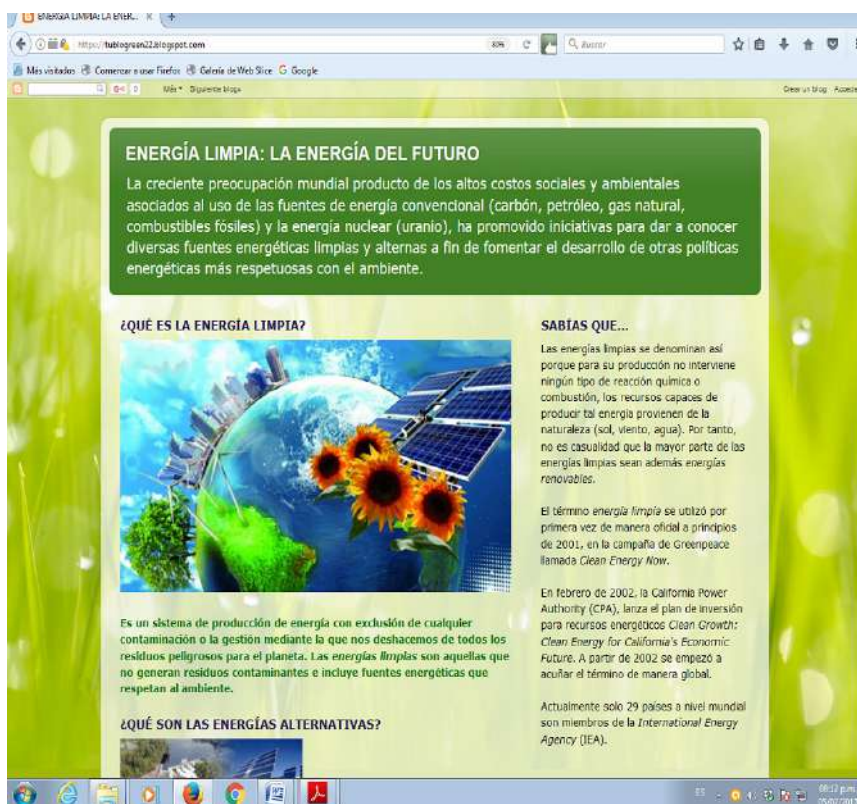 ENERGÍA LIMPIA: LA ENER...
https://tublogreen22.blogspot.com
80%
Buscar
Más visitados Comenzar a usar Firefox Galería de Web Slice Google
G+1 0 Más Siguiente blog»
Crear un blog Acceder
ENERGÍA LIMPIA: LA ENERGÍA DEL FUTURO
La creciente preocupación mundial producto de los altos costos sociales y ambientales
asociados al uso de las fuentes de energía convencional (carbón, petróleo, gas natural,
combustibles fósiles) y la energía nuclear (uranio), ha promovido iniciativas para dar a conocer
diversas fuentes energéticas limpias y alternas a fin de fomentar el desarrollo de otras políticas
energéticas más respetuosas con el ambiente.
¿QUÉ ES LA ENERGÍA LIMPIA?
Es un sistema de producción de energía con exclusión de cualquier
contaminación o la gestión mediante la que nos deshacemos de todos los
residuos peligrosos para el planeta. Las energías limpias son aquellas que
no generan residuos contaminantes e incluye fuentes energéticas que
respetan al ambiente.
¿QUÉ SON LAS ENERGÍAS ALTERNATIVAS?
SABÍAS QUE...
Las energías limpias se denominan así
porque para su producción no interviene
ningún tipo de reacción química o
combustión, los recursos capaces de
producir tal energía provienen de la
naturaleza (sol, viento, agua). Por tanto,
no es casualidad que la mayor parte de las
energías limpias sean además energías
renovables.
El término energía limpia se utilizó por
primera vez de manera oficial a principios
de 2001, en la campaña de Greenpeace
llamada Clean Energy Now.
En febrero de 2002, la California Power
Authority (CPA), lanza el plan de inversión
para recursos energéticos Clean Growth:
Clean Energy for California's Economic
Future. A partir de 2002 se empezó a
acuñar el término de manera global.
Actualmente solo 29 países a nivel mundial
son miembros de la International Energy
Agency (IEA).
ES
08:12 p.m.